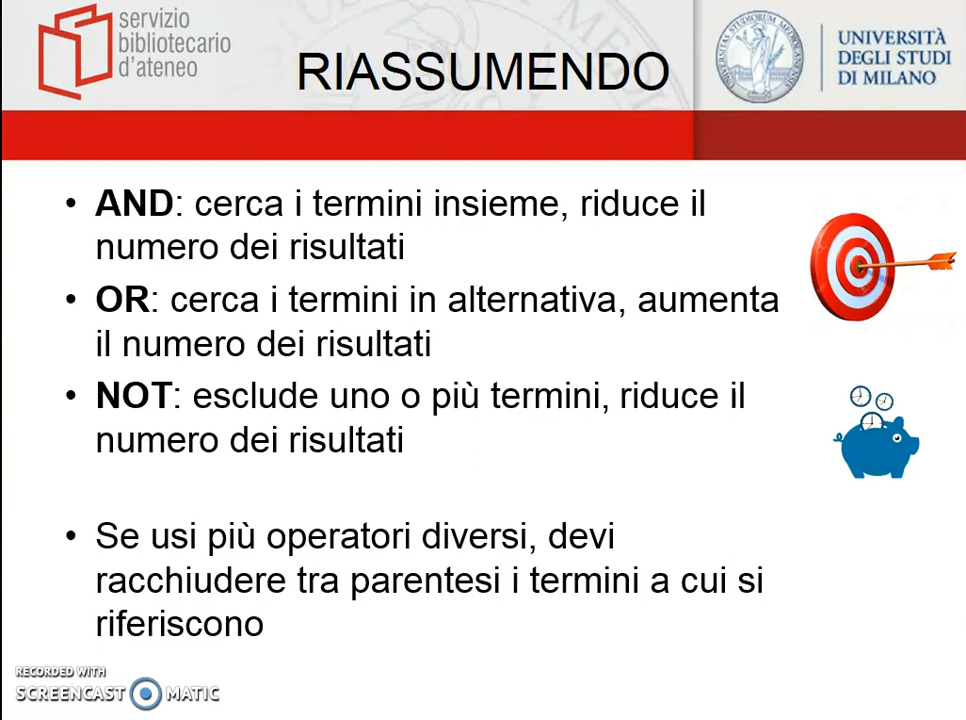 servizio
bibliotecario
d'ateneo
RIASSUMENDO
UNIVERSITÀ
DEGLI STUDI
DI MILANO
• AND: cerca i termini insieme, riduce il
numero dei risultati
• OR: cerca i termini in alternativa, aumenta
il numero dei risultati
• NOT: esclude uno o più termini, riduce il
numero dei risultati
• Se usi più operatori diversi, devi
racchiudere tra parentesi i termini a cui si
riferiscono
RECORDED WITH
SCREENCAST MATIC